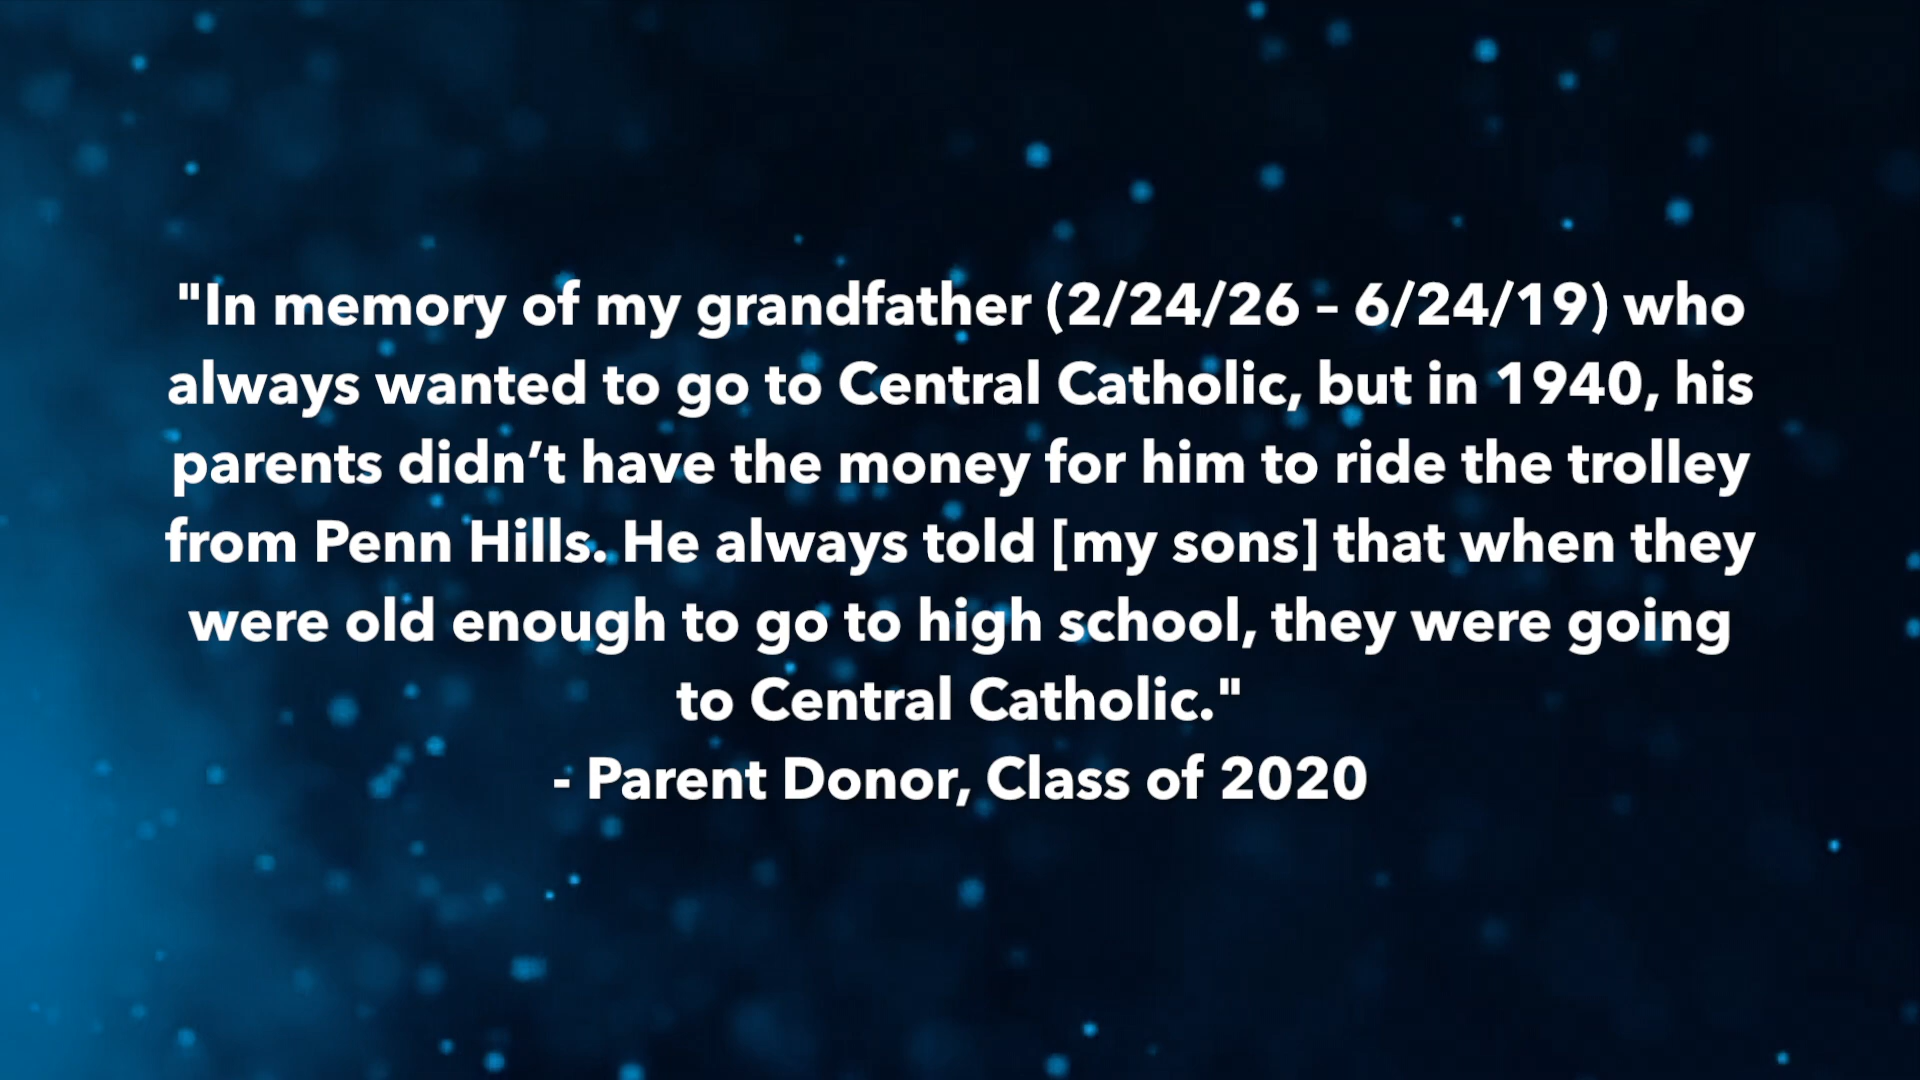 "In memory of my grandfather (2/24/26 – 6/24/19) who
always wanted to go to Central Catholic, but in 1940, his
parents didn’t have the money for him to ride the trolley
from Penn Hills. He always told [my sons] that when they
were old enough to go to high school, they were going
to Central Catholic."
- Parent Donor, Class of 2020